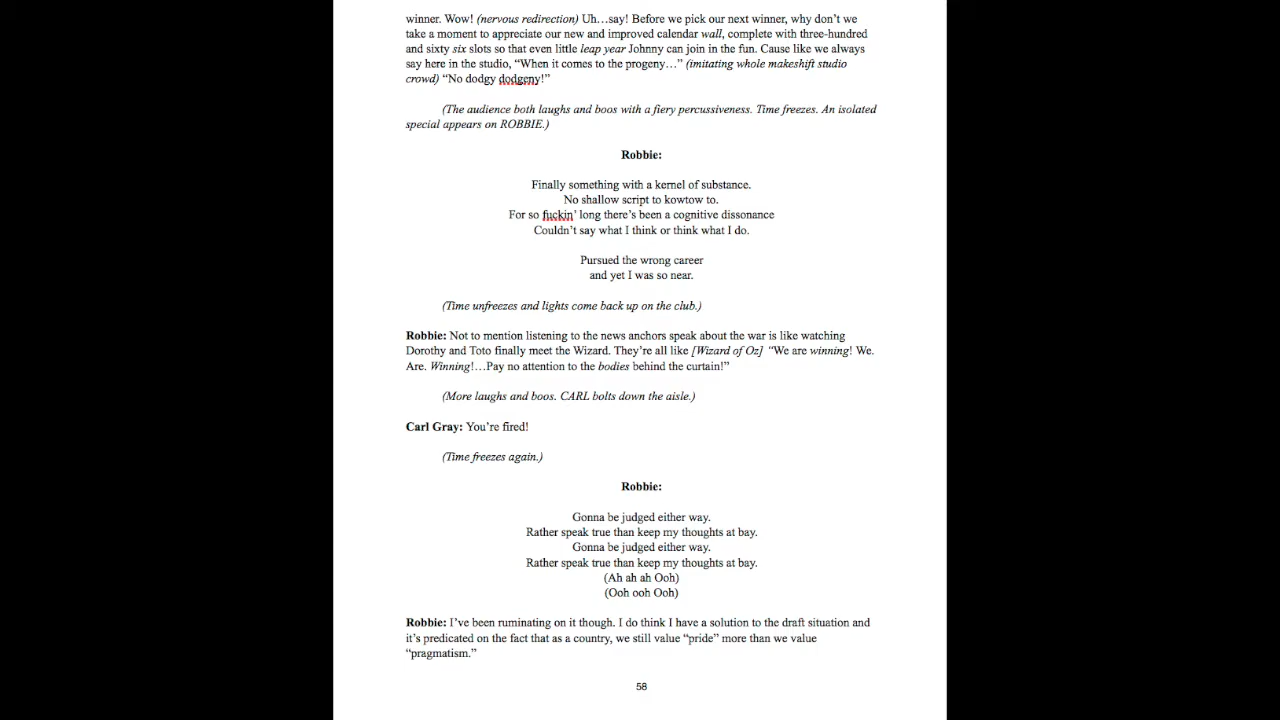 winner. Wow! (nervous redirection) Uh…say! Before we pick our next winner, why don’t we
take a moment to appreciate our new and improved calendar wall, complete with three-hundred
and sixty six slots so that even little leap year Johnny can join in the fun. Cause like we always
say here in the studio, “When it comes to the progeny…” (imitating whole makeshift studio
crowd) “No dodgy dodgeny!”
(The audience both laughs and boos with a fiery percussiveness. Time freezes. An isolated
special appears on ROBBIE.)
Robbie:
Finally something with a kernel of substance.
No shallow script to kowtow to.
For so fuckin’ long there’s been a cognitive dissonance
Couldn’t say what I think or think what I do.
Pursued the wrong career
and yet I was so near.
(Time unfreezes and lights come back up on the club.)
Robbie: Not to mention listening to the news anchors speak about the war is like watching
Dorothy and Toto finally meet the Wizard. They’re all like [Wizard of Oz] “We are winning! We.
Are. Winning!…Pay no attention to the bodies behind the curtain!”
(More laughs and boos. CARL bolts down the aisle.)
Carl Gray: You’re fired!
(Time freezes again.)
Robbie:
Gonna be judged either way.
Rather speak true than keep my thoughts at bay.
Gonna be judged either way.
Rather speak true than keep my thoughts at bay.
(Ah ah ah Ooh)
(Ooh ooh Ooh)
Robbie: I’ve been ruminating on it though. I do think I have a solution to the draft situation and
it’s predicated on the fact that as a country, we still value “pride” more than we value
“pragmatism.”
58